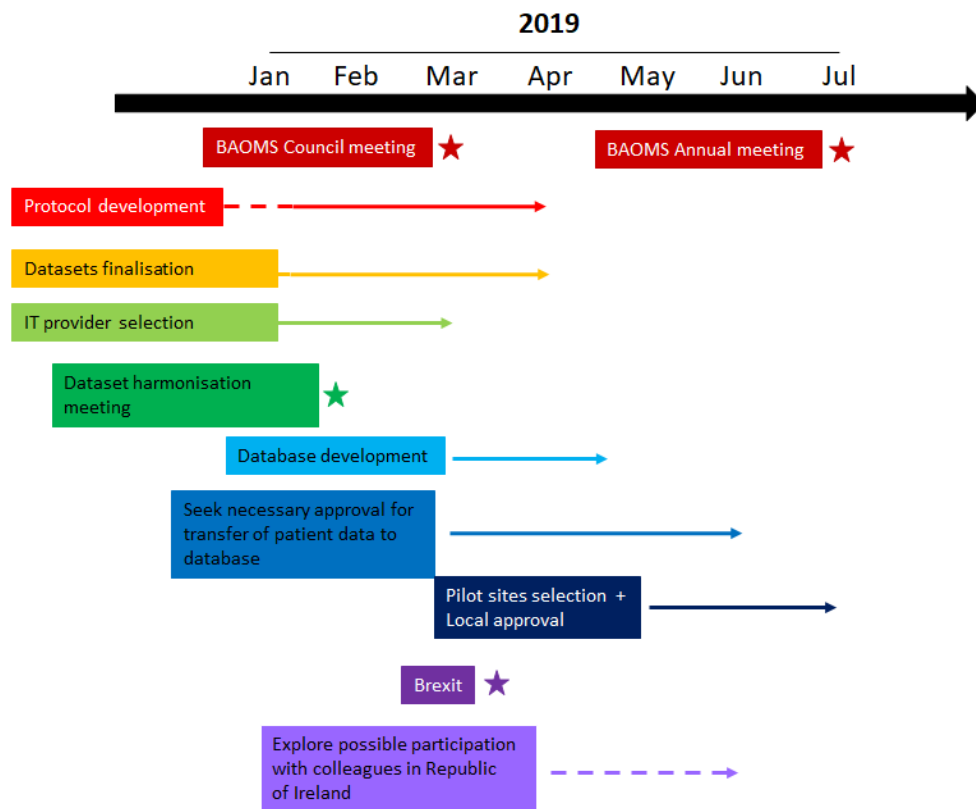 2019
Jan Feb Mar Apr May Jun Jul
BAOMS Council meeting
BAOMS Annual meeting
Protocol development
Datasets finalisation
IT provider selection
Dataset harmonisation
meeting
Database development
Seek necessary approval for
transfer of patient data to
database
Pilot sites selection +
Local approval
Brexit
Explore possible participation
with colleagues in Republic
of Ireland